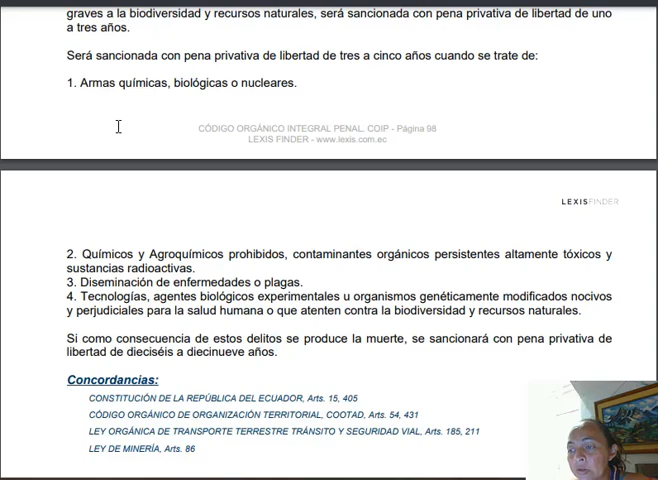 graves a la biodiversidad y recursos naturales, será sancionada con pena privativa de libertad de uno
a tres años.
Será sancionada con pena privativa de libertad de tres a cinco años cuando se trate de:
1. Armas químicas, biológicas o nucleares.
CÓDIGO ORGÁNICO INTEGRAL PENAL. COIP - Página 98
LEXIS FINDER - www.lexis.com.ec
LEXISFINDER
2. Químicos y Agroquímicos prohibidos, contaminantes orgánicos persistentes altamente tóxicos y
sustancias radioactivas.
3. Diseminación de enfermedades o plagas.
4. Tecnologías, agentes biológicos experimentales u organismos genéticamente modificados nocivos
y perjudiciales para la salud humana o que atenten contra la biodiversidad y recursos naturales.
Si como consecuencia de estos delitos se produce la muerte, se sancionará con pena privativa de
libertad de dieciséis a diecinueve años.
Concordancias:
CONSTITUCIÓN DE LA REPÚBLICA DEL ECUADOR, Arts. 15, 405
CÓDIGO ORGÁNICO DE ORGANIZACIÓN TERRITORIAL, COOTAD, Arts. 54, 431
LEY ORGÁNICA DE TRANSPORTE TERRESTRE TRÁNSITO Y SEGURIDAD VIAL, Arts. 185, 211
LEY DE MINERÍA, Arts. 86